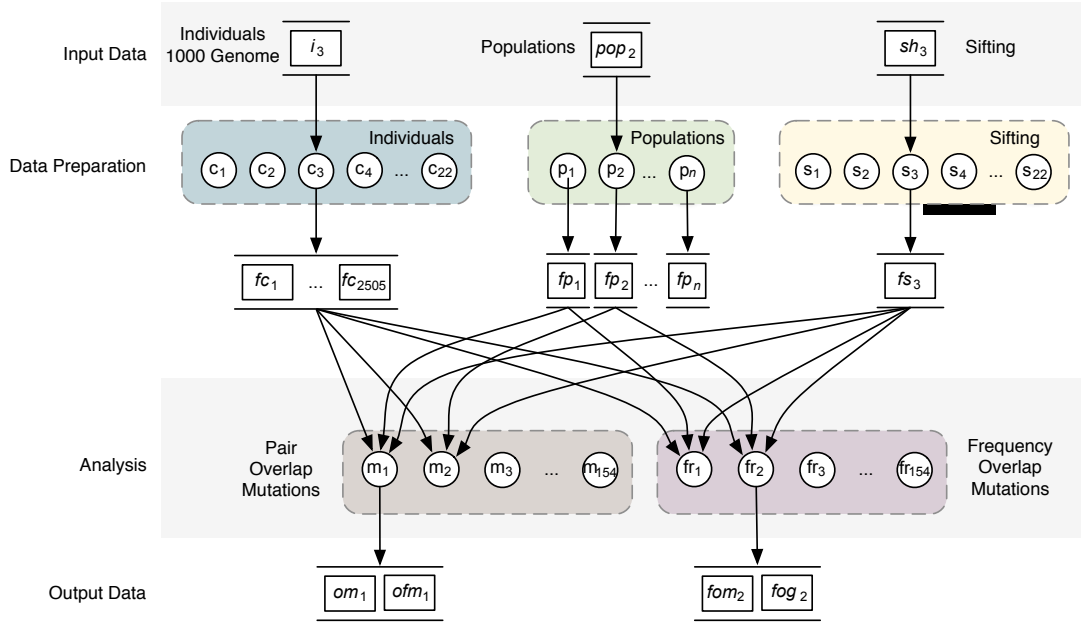 Input Data
Individuals
1000 Genome
i3
Populations
pop2
sh3
Sifting
Data Preparation
Individuals
c1 c2 c3 c4 ... c22
Populations
p1 p2 ... pn
Sifting
s1 s2 s3 s4 ... s22
fc1 ... fc2505
fp1 fp2 ... fpn
fs3
Analysis
Pair
Overlap
Mutations
m1 m2 m3 ... m154
fr1 fr2 fr3 ... fr154
Frequency
Overlap
Mutations
Output Data
om1 ofm1
fom2 fog2